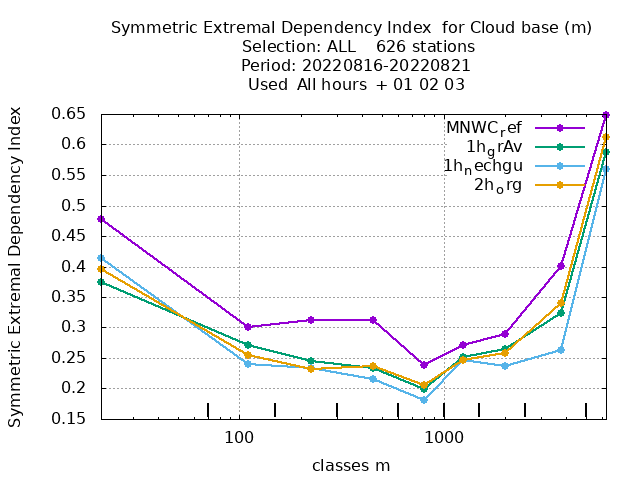 Symmetric Extremal Dependency Index  for Cloud base (m)
Selection: ALL    626 stations
Period: 20220816-20220821
Used  All hours  + 01 02 03
Symmetric Extremal Dependency Index
0.65
0.6
0.55
0.5
0.45
0.4
0.35
0.3
0.25
0.2
0.15
MNWCref
1hgrAv
1hnechgu
2horg
100
1000
classes m